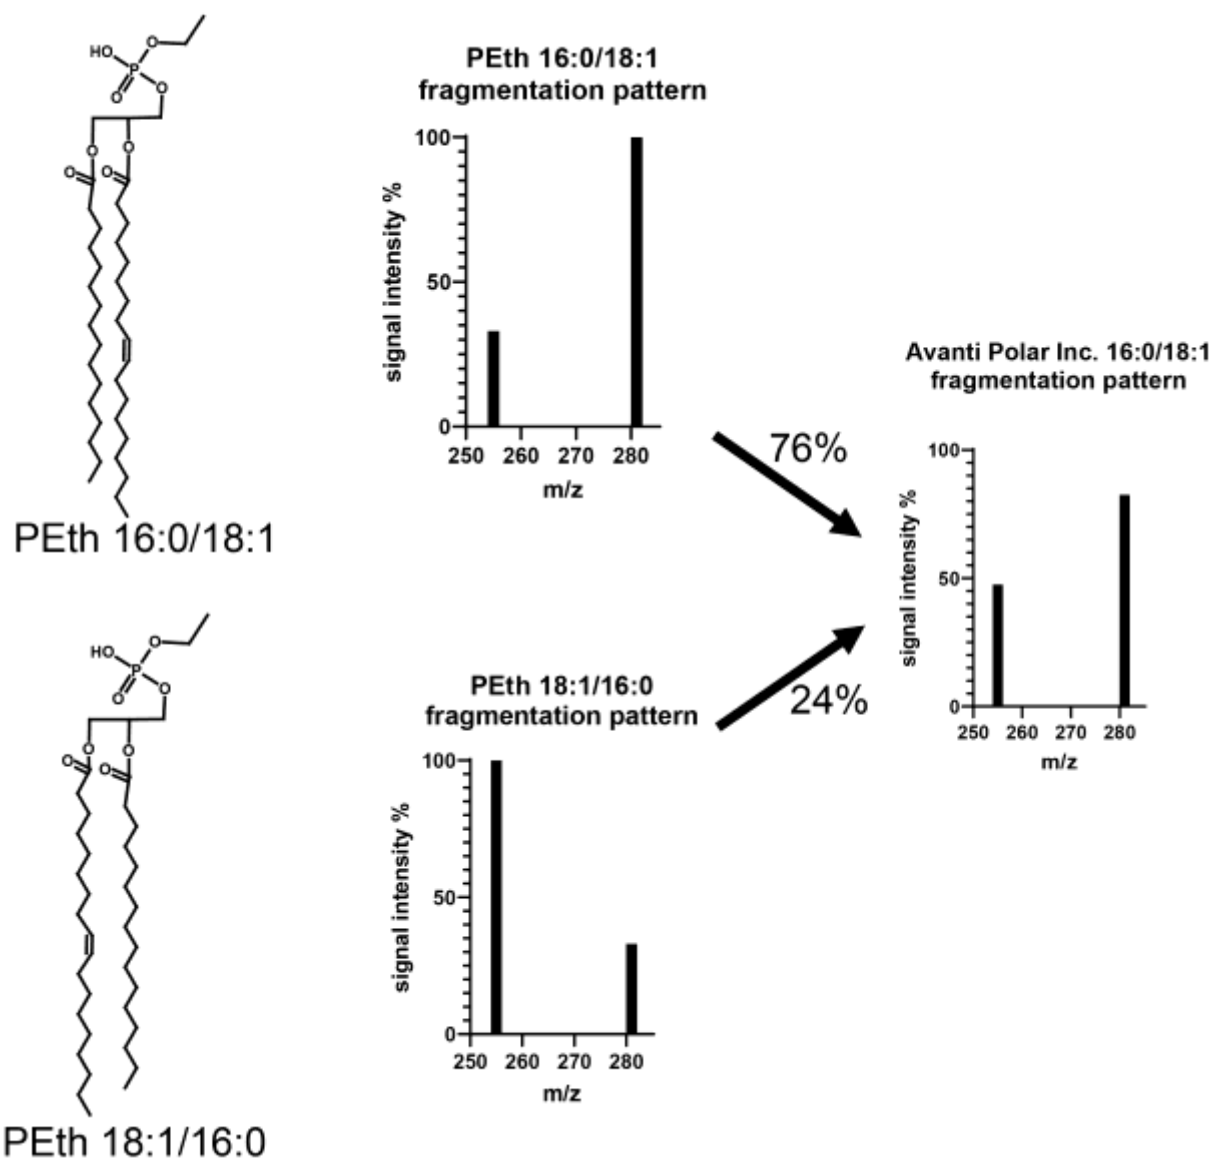 HO
O
P
O
O
O
O
O
O
PEth 16:0/18:1
PEth 16:0/18:1
fragmentation pattern
signal intensity %
100
50
0
250 260 270 280
m/z
76%
HO
O
P
O
O
O
O
O
O
PEth 18:1/16:0
PEth 18:1/16:0
fragmentation pattern
signal intensity %
100
50
0
250 260 270 280
m/z
24%
Avanti Polar Inc. 16:0/18:1
fragmentation pattern
signal intensity %
100
50
0
250 260 270 280
m/z